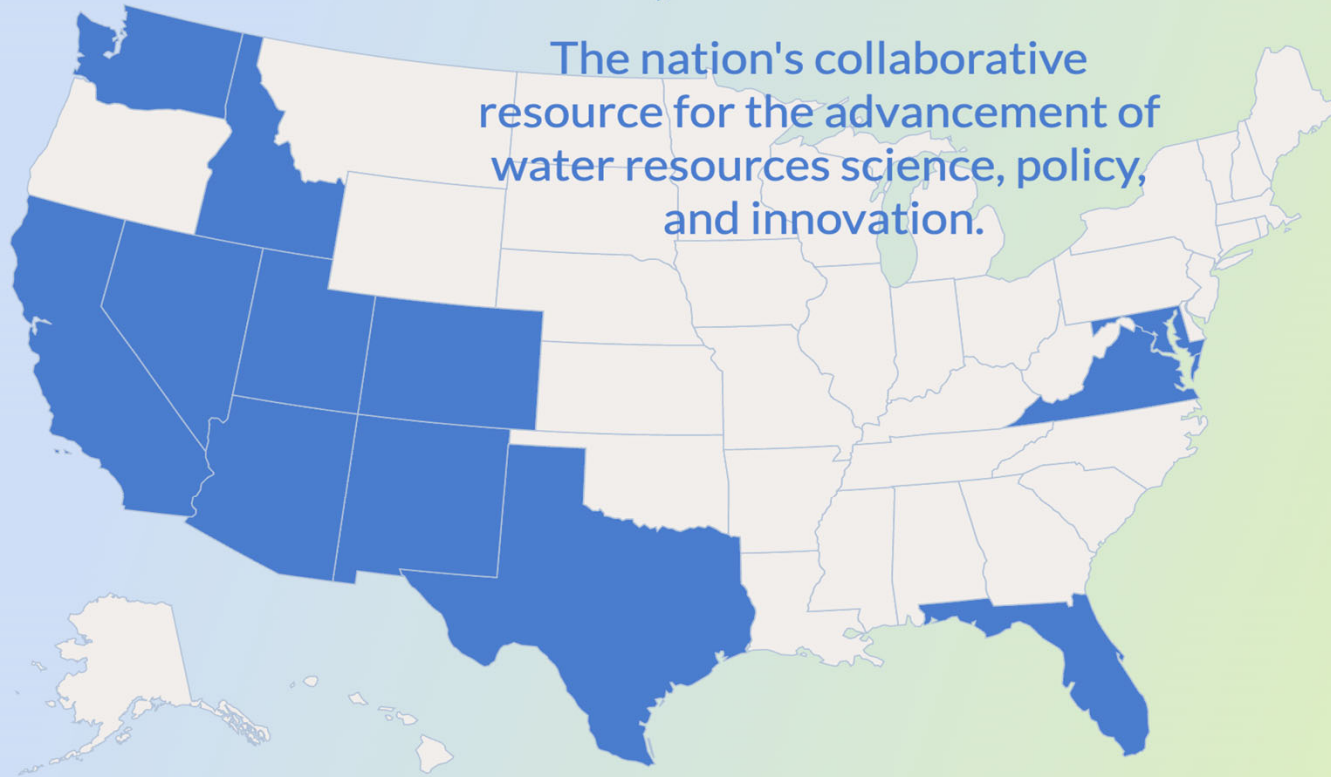 The nation's collaborative
resource for the advancement of
water resources science, policy,
and innovation.